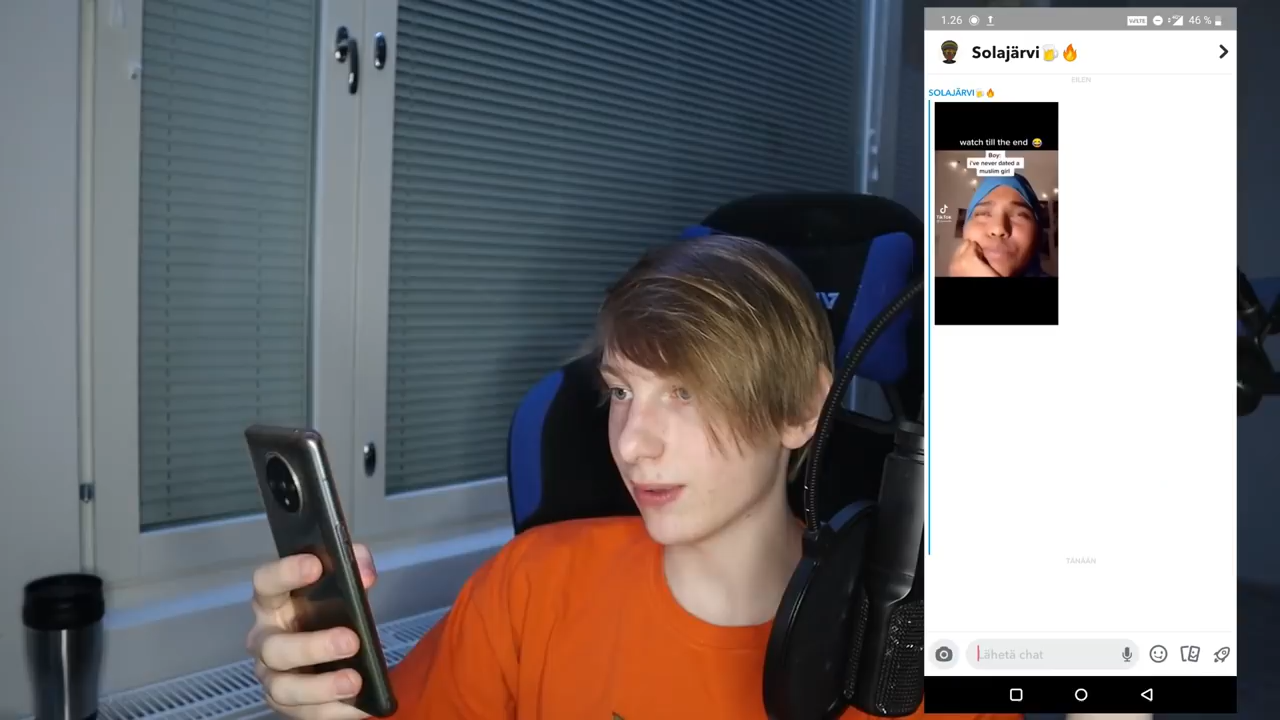 1.26
VoLTE
46 %
Solajärvi🍺🔥
EILEN
SOLAJÄRVI🍺🔥
watch till the end 😂
Boy:
i've never dated a
muslim girl
TikTok
TÄNÄÄN
Lähetä chat